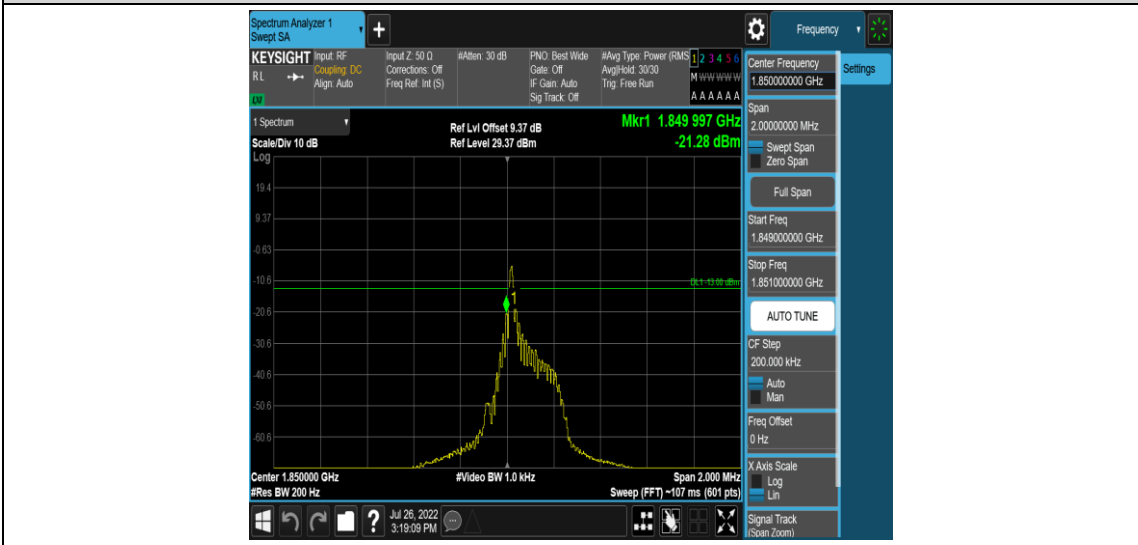 Spectrum Analyzer 1
Swept SA
+
Frequency
KEYSIGHT
RL
Input: RF
Coupling: DC
Align: Auto
Input Z: 50 Ω
Corrections: Off
Freq Ref: Int (S)
#Atten: 30 dB
PNO: Best Wide
Gate: Off
IF Gain: Auto
Sig Track: Off
#Avg Type: Power (RMS
Avg|Hold: 30/30
Trig: Free Run
1 2 3 4 5 6
M W W W W W
A A A A A A
1 Spectrum
Scale/Div 10 dB
Log
Ref Lvl Offset 9.37 dB
Ref Level 29.37 dBm
Mkr1 1.849 997 GHz
-21.28 dBm
19.4
9.37
-0.63
-10.6
-20.6
-30.6
-40.6
-50.6
-60.6
DL1 -13.00 dBm
1
Center 1.850000 GHz
#Res BW 200 Hz
#Video BW 1.0 kHz
Span 2.000 MHz
Sweep (FFT) ~107 ms (601 pts)
?
Jul 26, 2022
3:19:09 PM
Center Frequency
1.850000000 GHz
Settings
Span
2.00000000 MHz
Swept Span
Zero Span
Full Span
Start Freq
1.849000000 GHz
Stop Freq
1.851000000 GHz
AUTO TUNE
CF Step
200.000 kHz
Auto
Man
Freq Offset
0 Hz
X Axis Scale
Log
Lin
Signal Track
(Span Zoom)